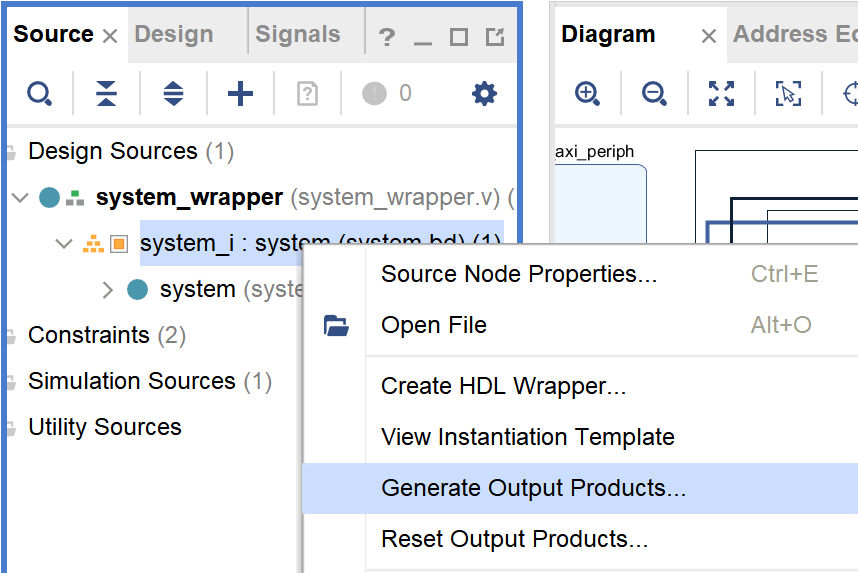 Source Design Signals ?
0
Design Sources (1)
system_wrapper (system_wrapper.v) (
system_i : system (system.bd) (1)
system (syste
Constraints (2)
Simulation Sources (1)
Utility Sources
Diagram Address Ed
axi_periph
Source Node Properties... Ctrl+E
Open File Alt+O
Create HDL Wrapper...
View Instantiation Template
Generate Output Products...
Reset Output Products...